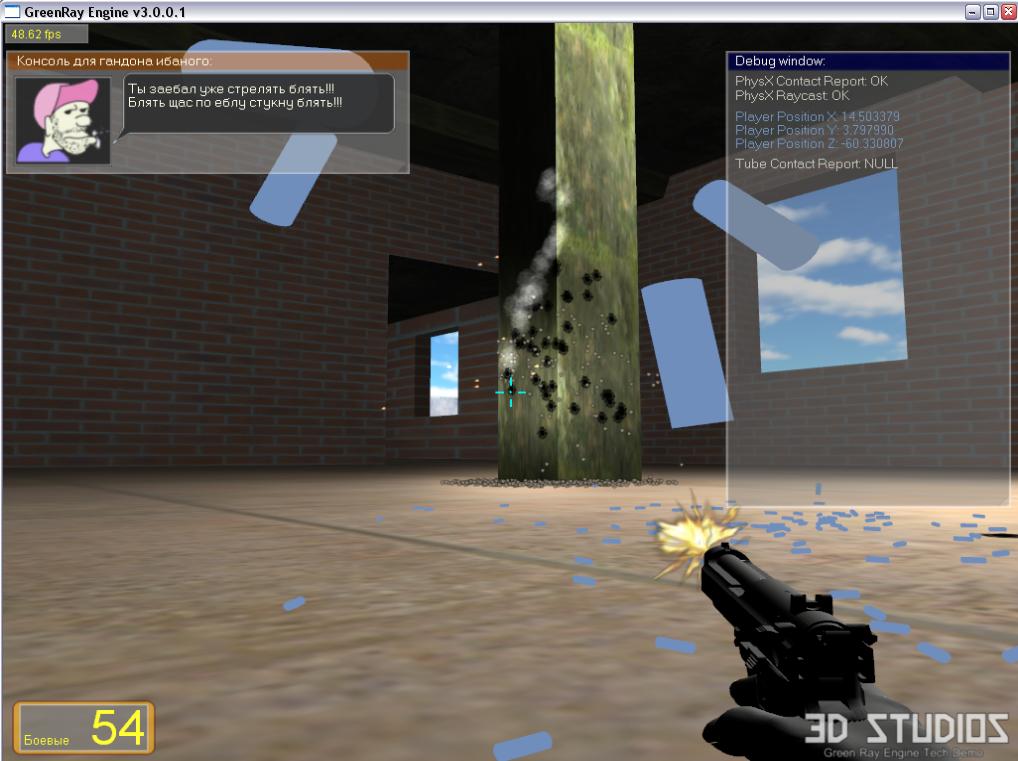 GreenRay Engine v3.0.0.1
48.62 fps
Консоль для гандона ибаного:
Ты заебал уже стрелять блять!!!
Блять щас по еблу стукну блять!!!
Debug window:
PhysX Contact Report: OK
PhysX Raycast: OK
Player Position X: 14.503379
Player Position Y: 3.797990
Player Position Z: -60.330807
Tube Contact Report: NULL
Боевые 54
3D STUDIOS
Green Ray Engine Tech Demo